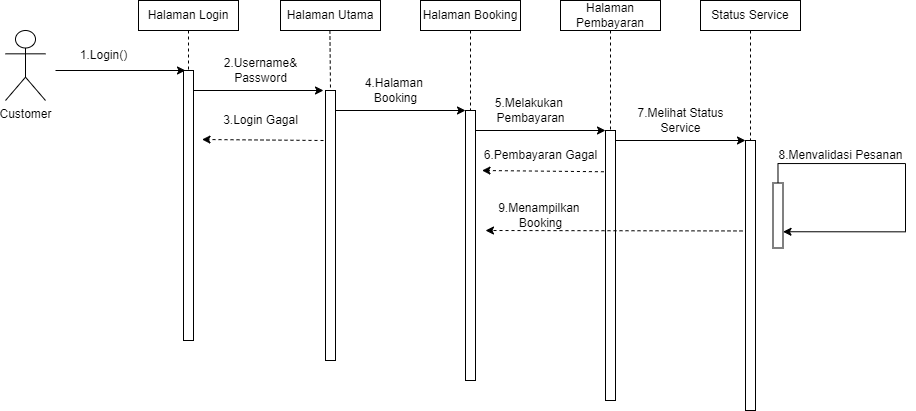 Halaman Login
Halaman Utama
Halaman Booking
Halaman
Pembayaran
Status Service
Customer
1.Login()
2.Username&
Password
3.Login Gagal
4.Halaman
Booking
5.Melakukan
Pembayaran
6.Pembayaran Gagal
7.Melihat Status
Service
8.Menvalidasi Pesanan
9.Menampilkan
Booking